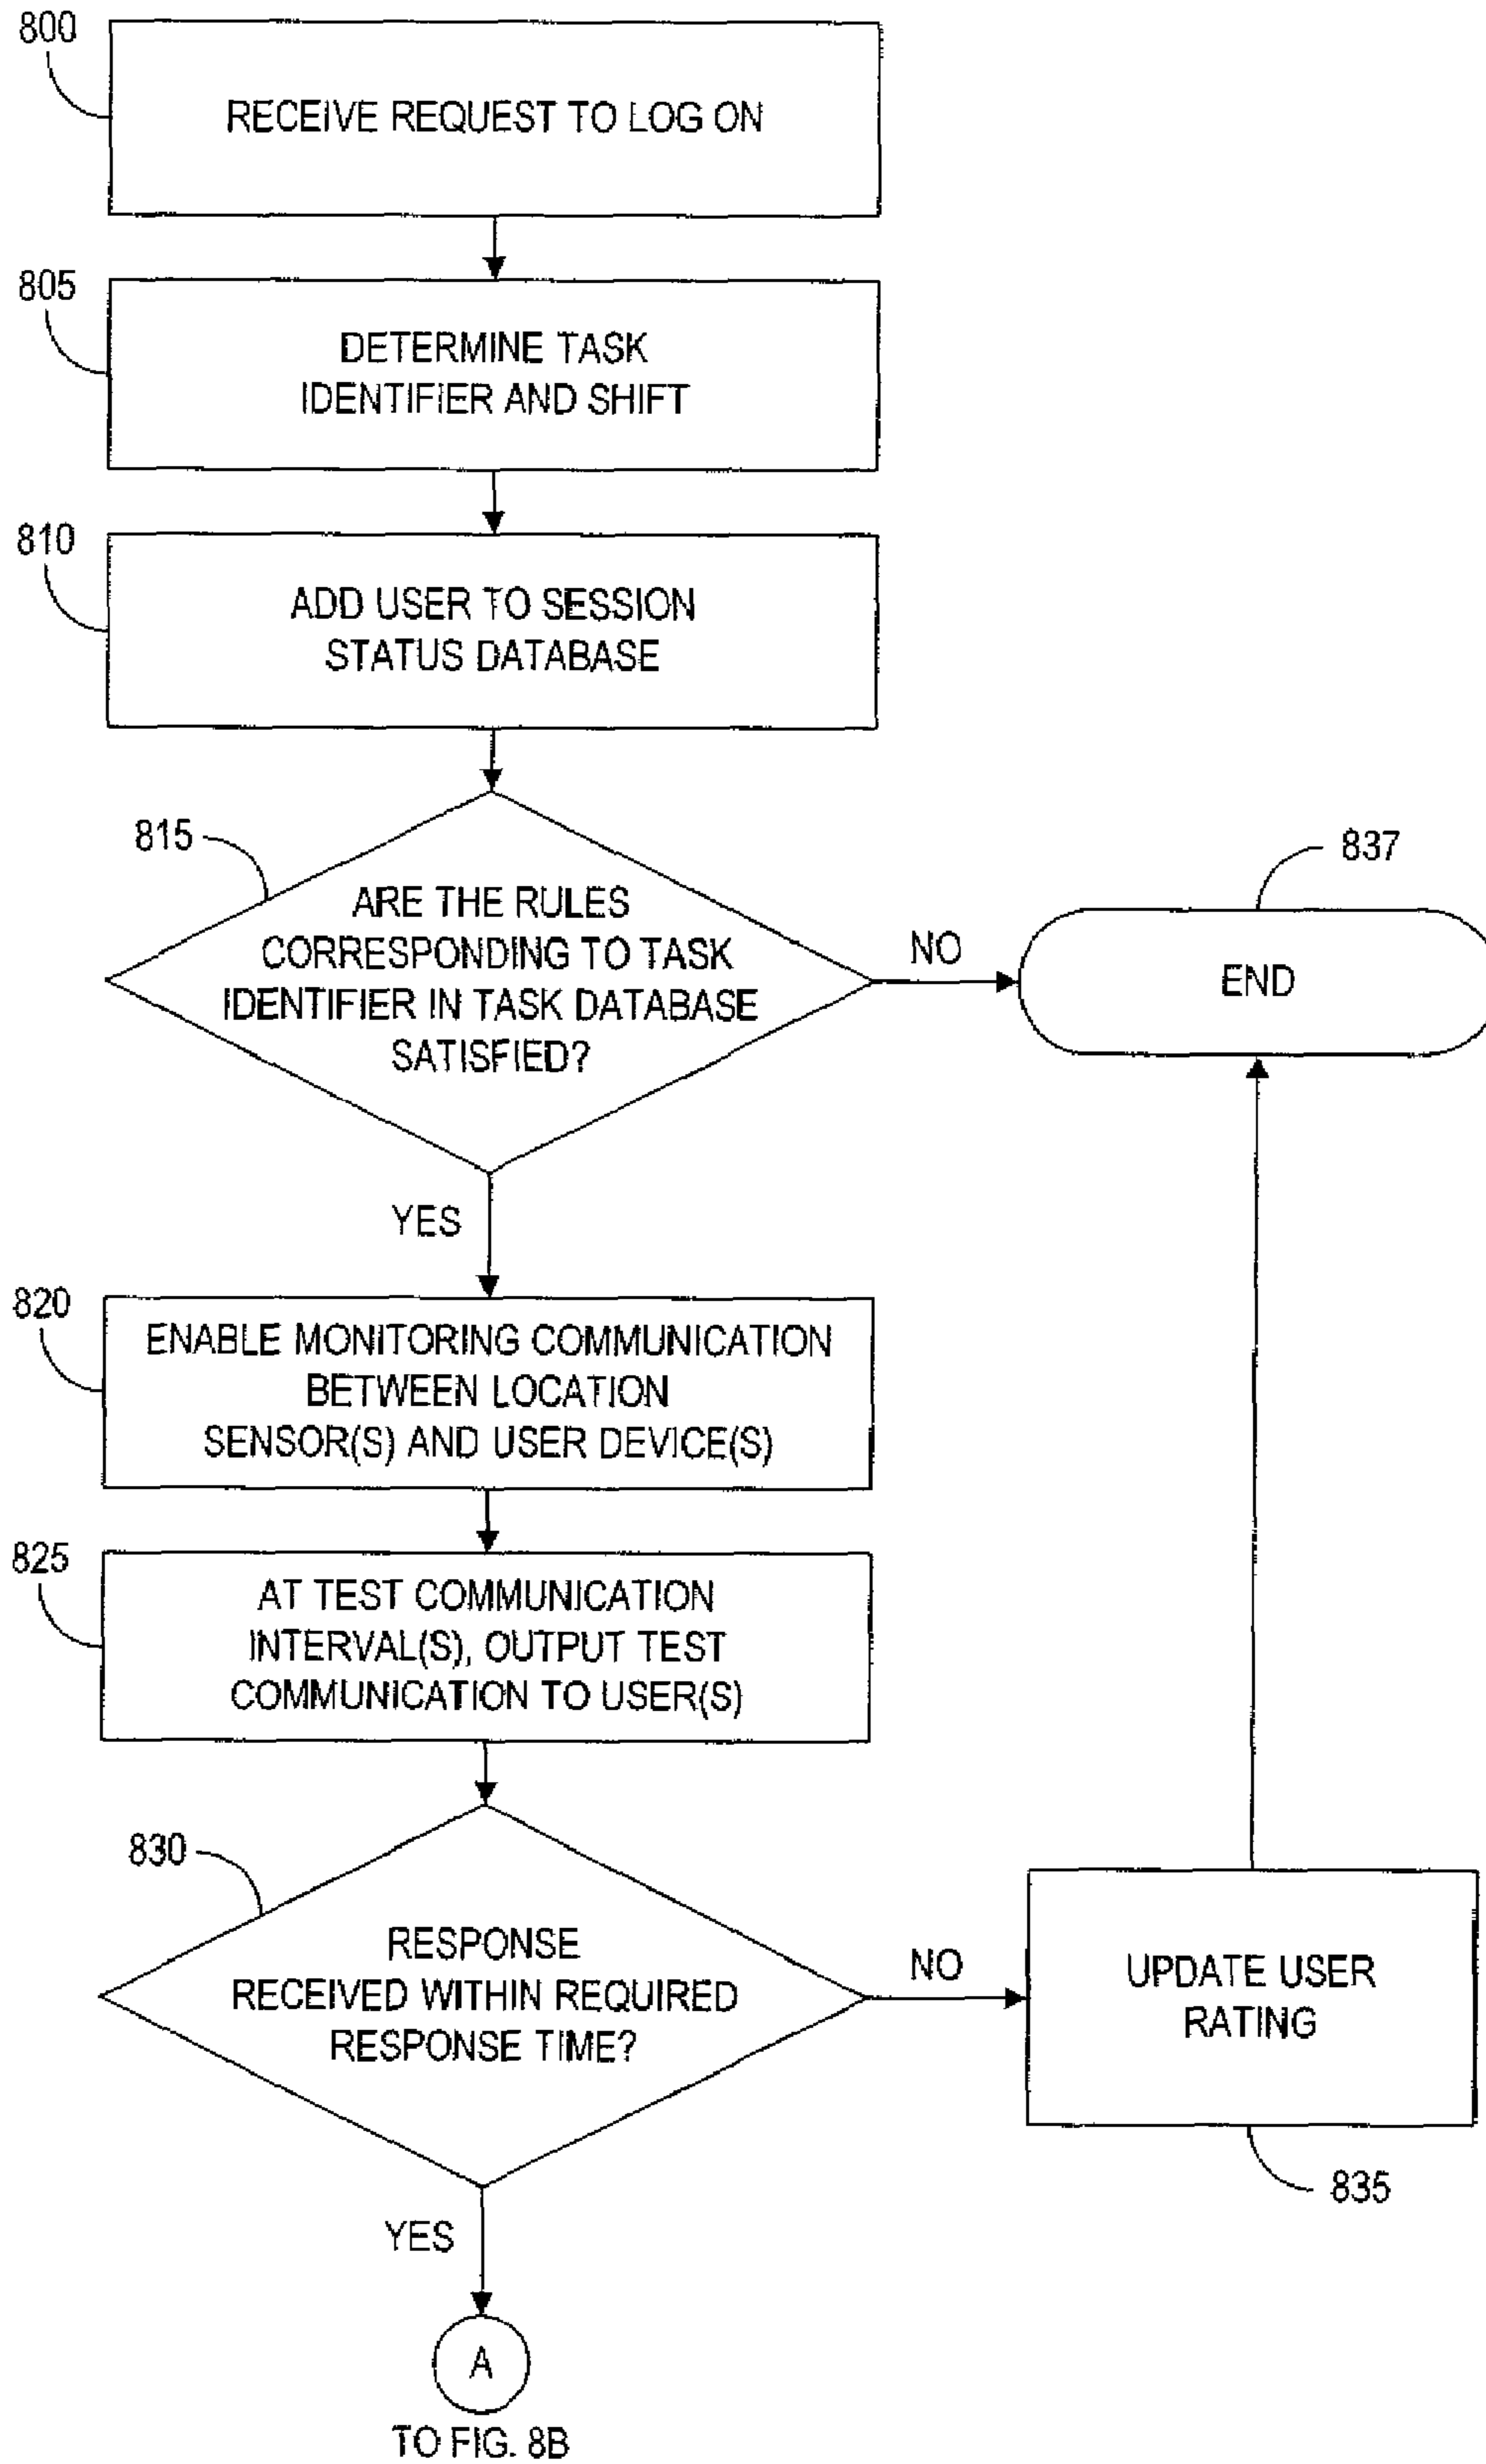 800
RECEIVE REQUEST TO LOG ON
805
DETERMINE TASK
IDENTIFIER AND SHIFT
810
ADD USER TO SESSION
STATUS DATABASE
815
ARE THE RULES
CORRESPONDING TO TASK
IDENTIFIER IN TASK DATABASE
SATISFIED?
NO
837
END
YES
820
ENABLE MONITORING COMMUNICATION
BETWEEN LOCATION
SENSOR(S) AND USER DEVICE(S)
825
AT TEST COMMUNICATION
INTERVAL(S), OUTPUT TEST
COMMUNICATION TO USER(S)
830
RESPONSE
RECEIVED WITHIN REQUIRED
RESPONSE TIME?
NO
UPDATE USER
RATING
835
YES
A
TO FIG. 8B